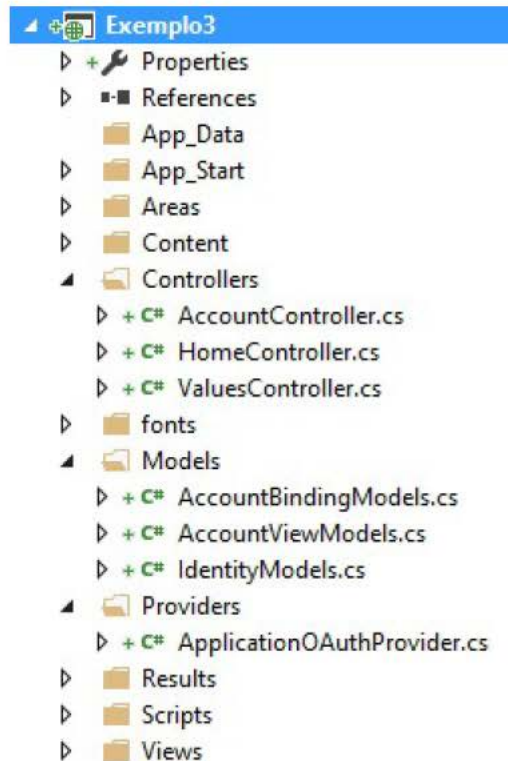 Exemplo3
Properties
References
App_Data
App_Start
Areas
Content
Controllers
C# AccountController.cs
C# HomeController.cs
C# ValuesController.cs
fonts
Models
C# AccountBindingModels.cs
C# AccountViewModels.cs
C# IdentityModels.cs
Providers
C# ApplicationOAuthProvider.cs
Results
Scripts
Views